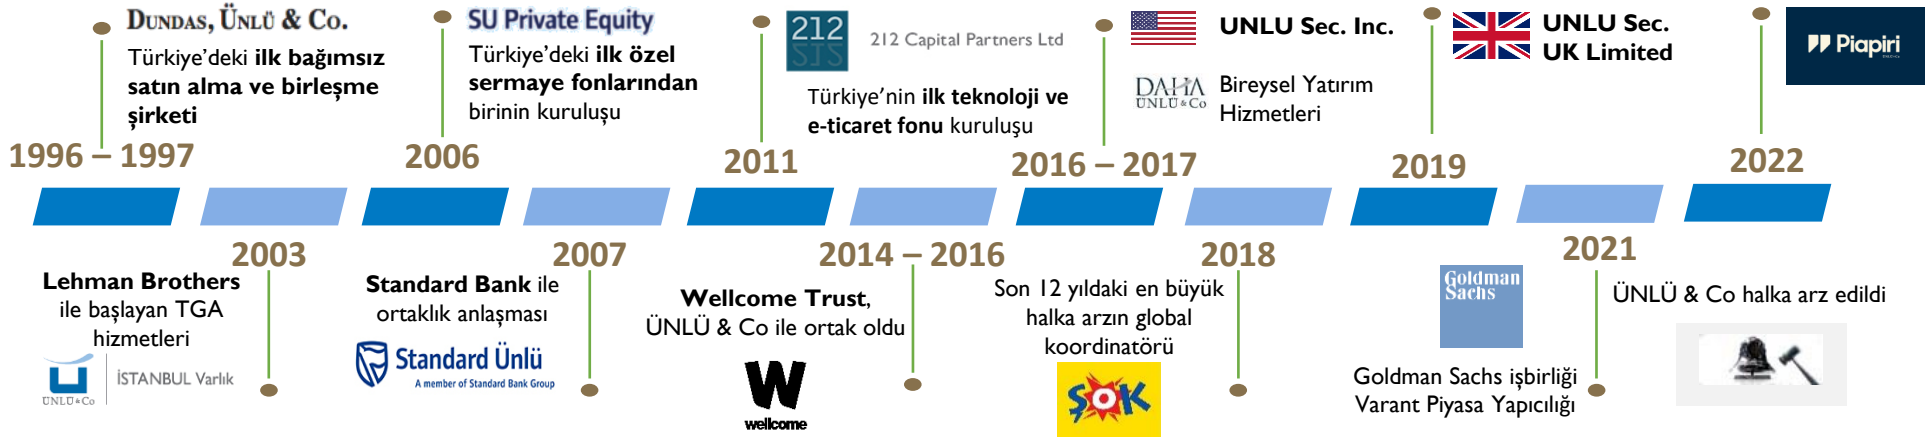 DUNDAS, ÜNLÜ & CO.
Türkiye'deki ilk bağımsız
satın alma ve birleşme
şirketi
1996 – 1997
SU Private Equity
Türkiye'deki ilk özel
sermaye fonlarından
birinin kuruluşu
2006
212
212 Capital Partners Ltd
Türkiye'nin ilk teknoloji ve
e-ticaret fonu kuruluşu
2011
UNLU Sec. Inc.
DAHA
ÜNLÜ & Co
Bireysel Yatırım
Hizmetleri
2016 – 2017
UNLU Sec.
UK Limited
2019
Piapiri
2022
2003
Lehman Brothers
ile başlayan TGA
hizmetleri
ÜNLÜ & Co
İSTANBUL Varlık
2007
Standard Bank ile
ortaklık anlaşması
Standard Ünlü
A member of Standard Bank Group
2014 – 2016
Wellcome Trust,
ÜNLÜ & Co ile ortak oldu
W
wellcome
2018
Son 12 yıldaki en büyük
halka arzın global
koordinatörü
ŞOK
2021
Goldman
Sachs
Goldman Sachs işbirliği
Varant Piyasa Yapıcılığı
ÜNLÜ & Co halka arz edildi